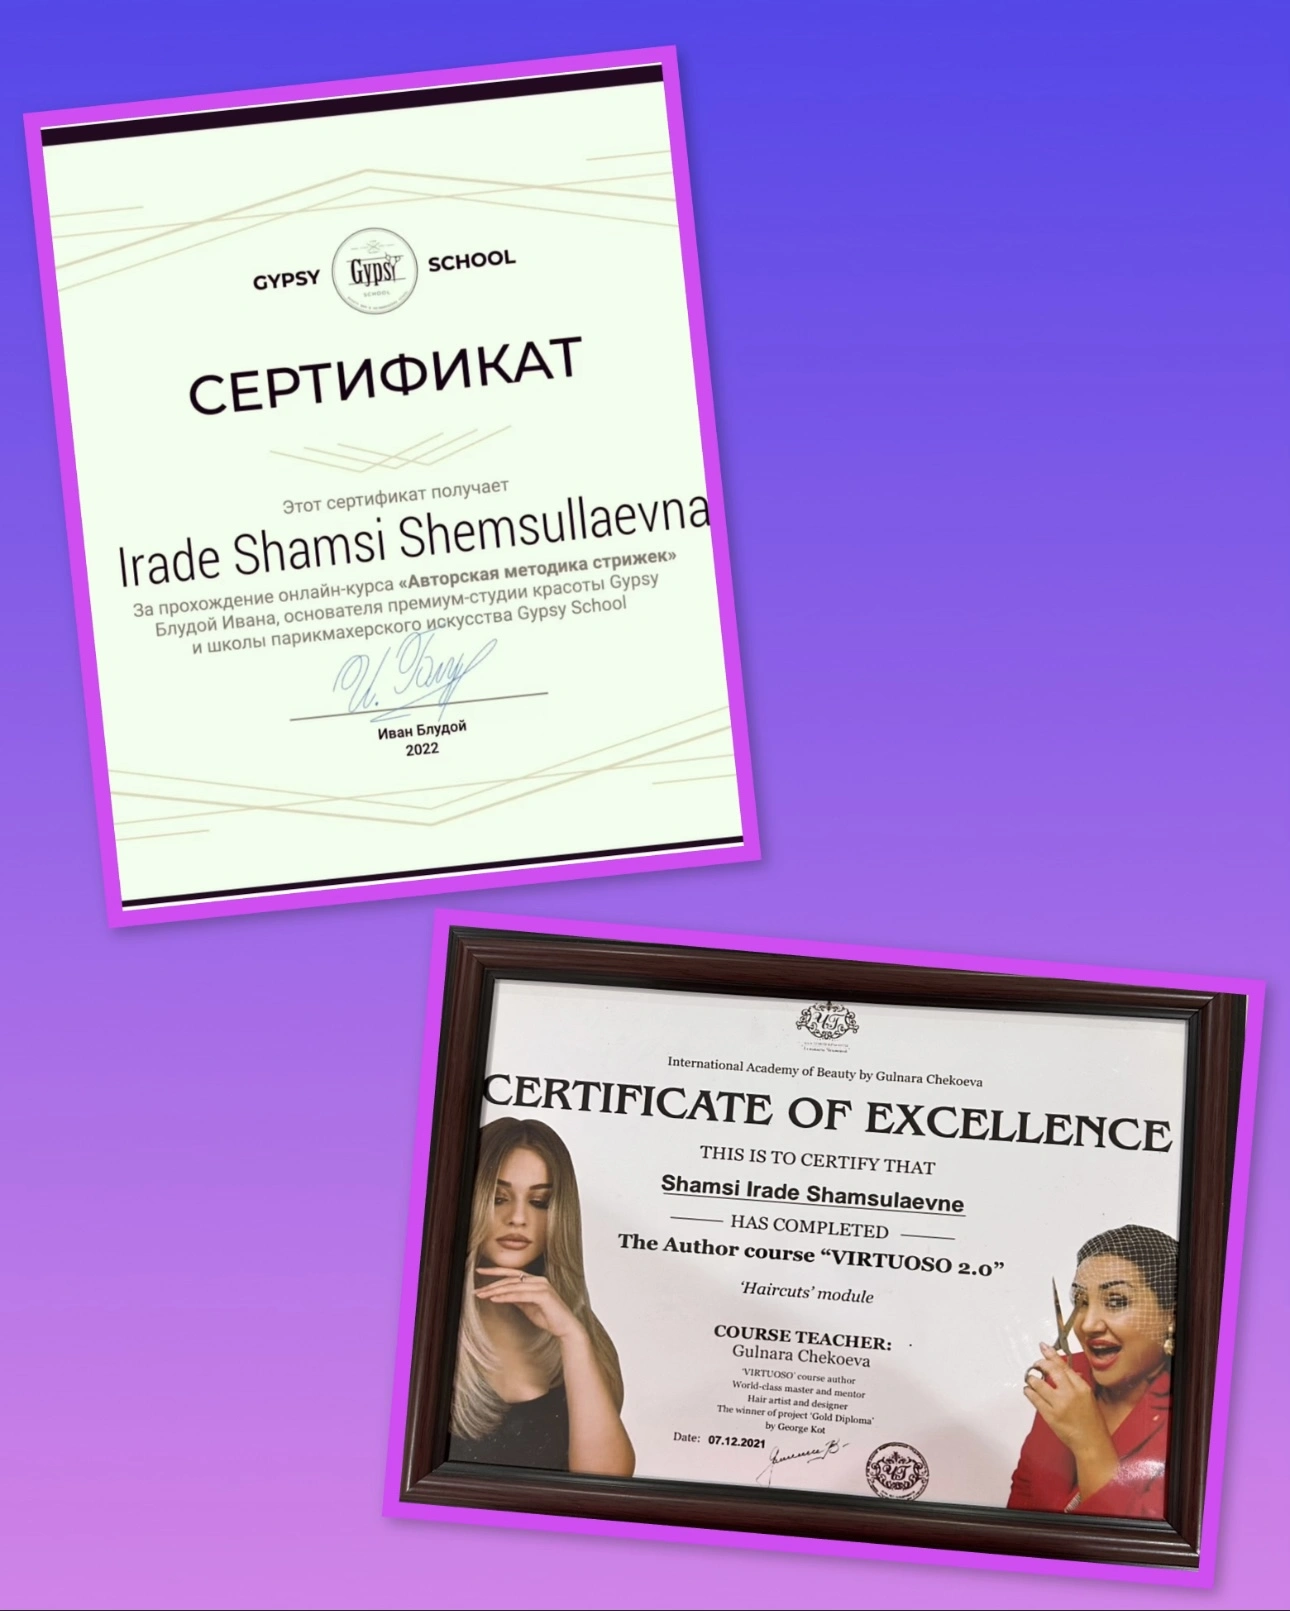 GYPSY
Gypsy
SCHOOL
SCHOOL
СЕРТИФИКАТ
Этот сертификат получает
Irade Shamsi Shemsullaevna
За прохождение онлайн-курса «Авторская методика стрижек»
Блудой Ивана, основателя премиум-студии красоты Gypsy
и школы парикмахерского искусства Gypsy School
Иван Блудой
2022
International Academy of Beauty by Gulnara Chekoeva
CERTIFICATE OF EXCELLENCE
THIS IS TO CERTIFY THAT
Shamsi Irade Shamsulaevne
HAS COMPLETED
The Author course “VIRTUOSO 2.0”
‘Haircuts’ module
COURSE TEACHER:
Gulnara Chekoeva
‘VIRTUOSO’ course author
World-class master and mentor
Hair artist and designer
The winner of project ‘Gold Diploma’
by George Kot
Date: 07.12.2021